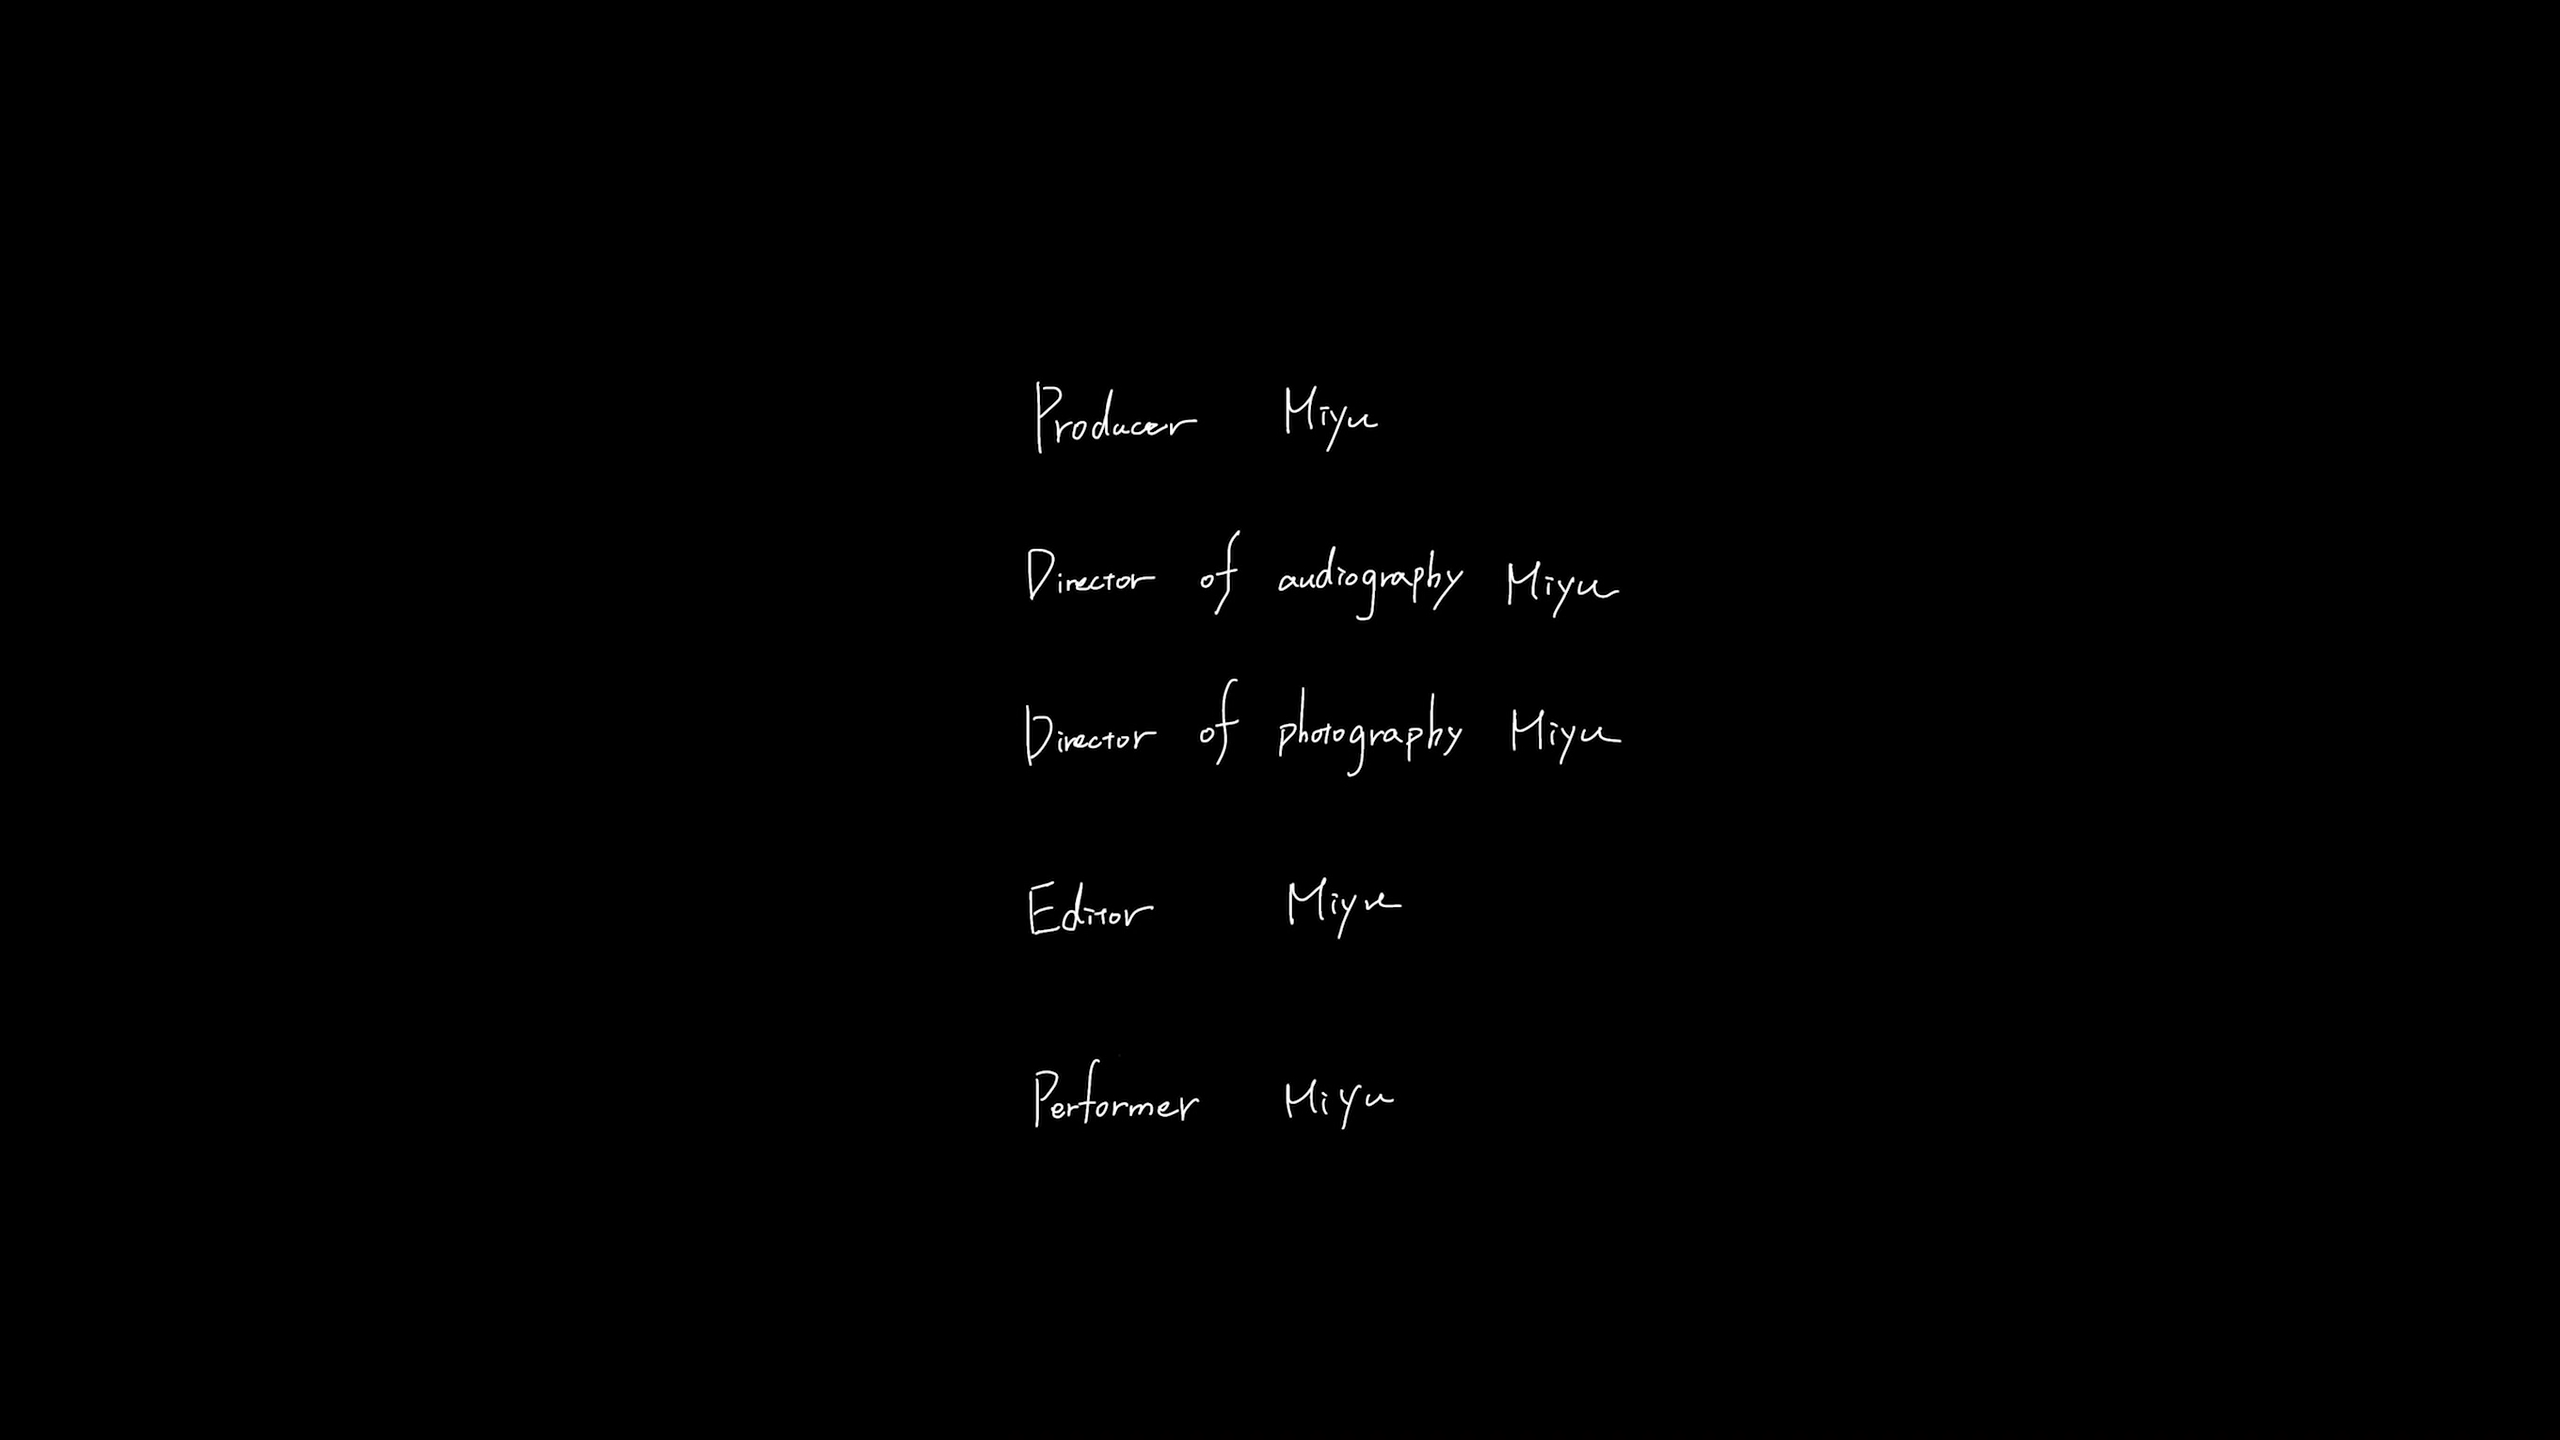 Producer Miyu
Director of audiography Miyu
Director of photography Miyu
Editor Miyu
Performer Miyu